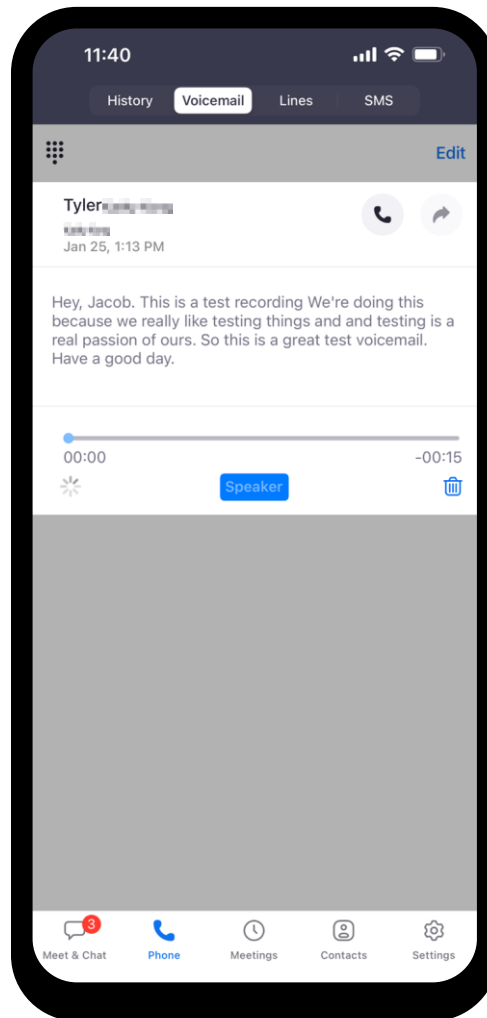 11:40
History Voicemail Lines SMS
Edit
Tyler
Jan 25, 1:13 PM
Hey, Jacob. This is a test recording We're doing this
because we really like testing things and and testing is a
real passion of ours. So this is a great test voicemail.
Have a good day.
00:00 -00:15
Speaker
3
Meet & Chat Phone Meetings Contacts Settings